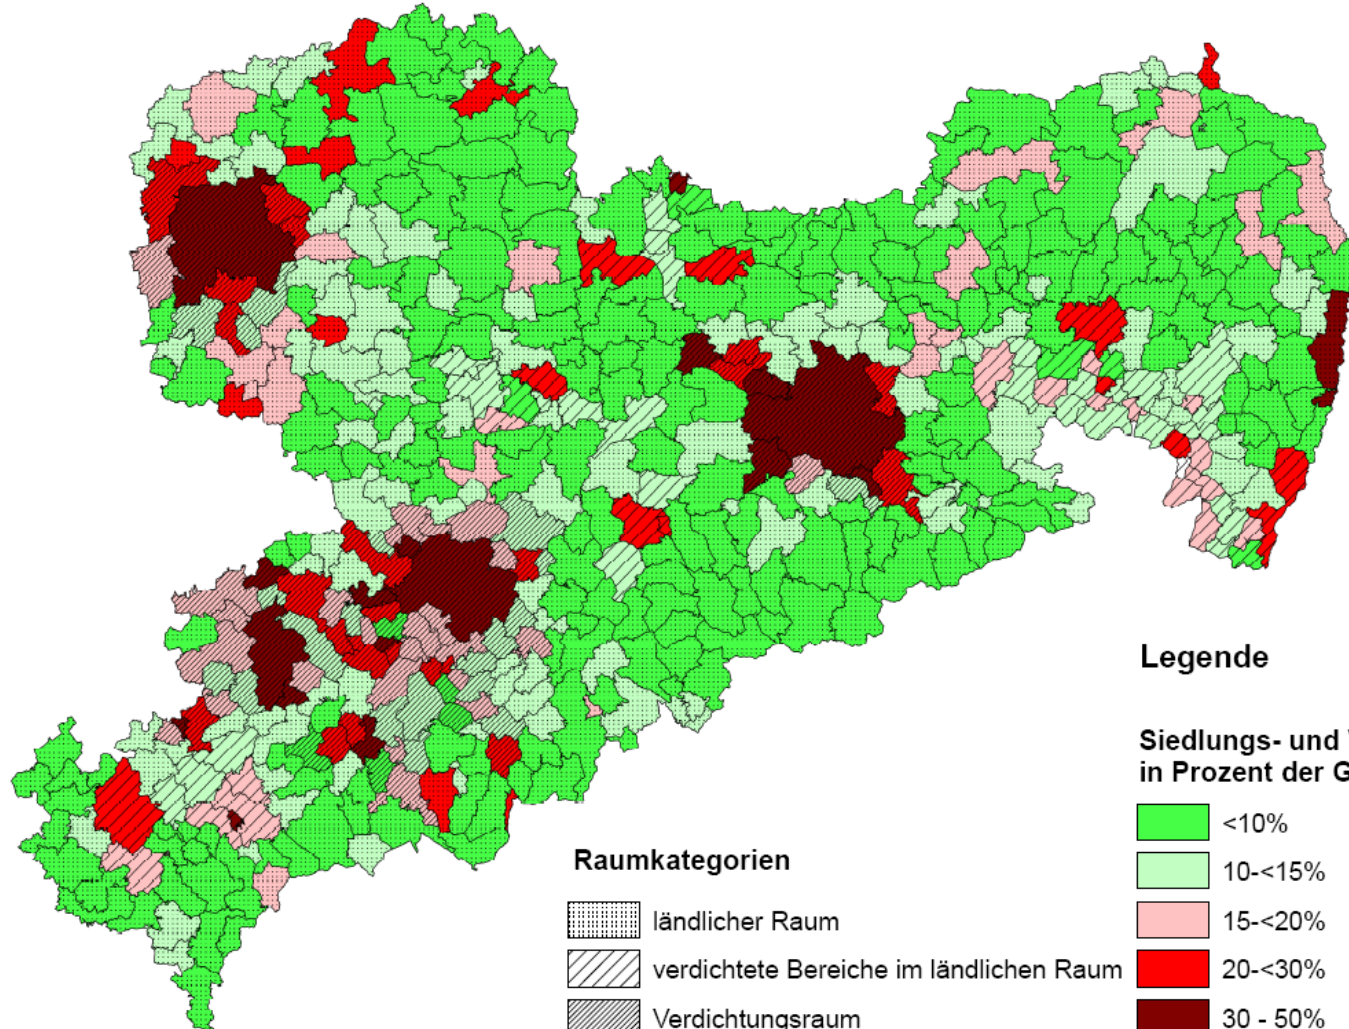 Raumkategorien
ländlicher Raum
verdichtete Bereiche im ländlichen Raum
Verdichtungsraum
Legende
Siedlungs- und
in Prozent der
<10%
10-<15%
15-<20%
20-<30%
30 - 50%